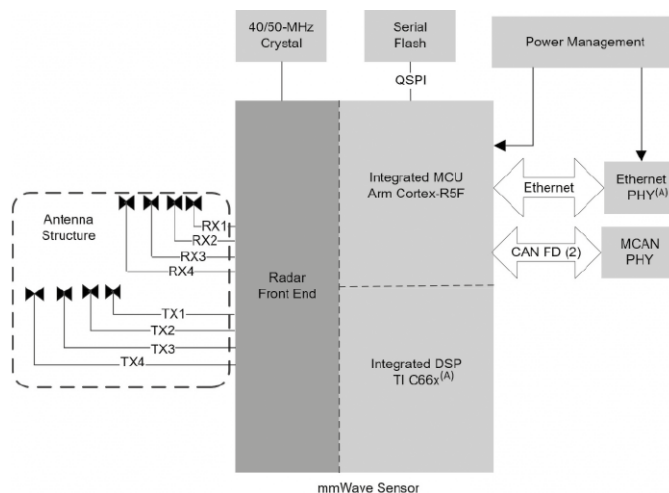 40/50-MHz
Crystal
Serial
Flash
Power Management
QSPI
Integrated MCU
Arm Cortex-R5F
Ethernet
Ethernet
PHY(A)
CAN FD (2)
MCAN
PHY
Antenna
Structure
RX1
RX2
RX3
RX4
Radar
Front End
TX1
TX2
TX3
TX4
Integrated DSP
TI C66x(A)
mmWave Sensor